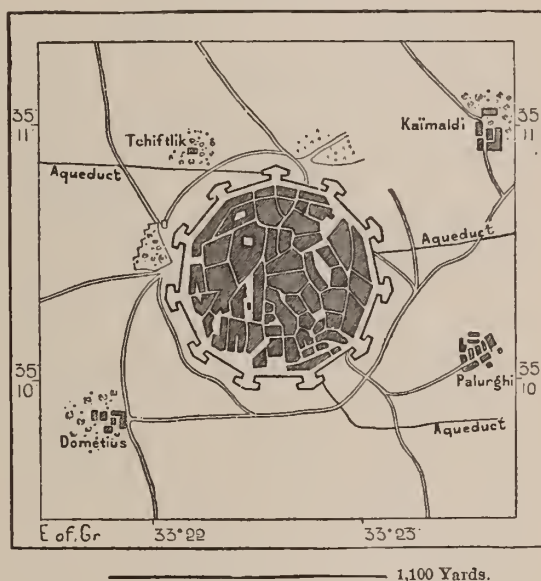 35
11
Kaïmaldi
35
11
Tchiftlik
Aqueduct
Aqueduct
35
10
Palurghi
35
10
Dométius
Aqueduct
E of. Gr
33°22
33°23
1,100 Yards.